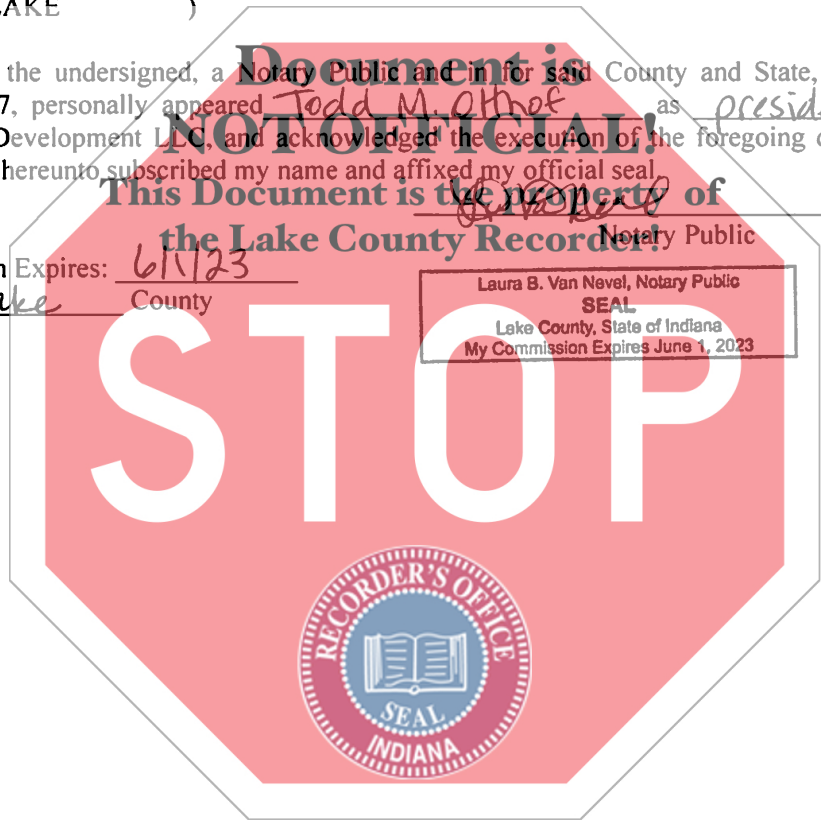 LAKE )
Document is
the undersigned, a Notary Public and in for said County and State,
7, personally appeared Todd M. Olthof as presid
NOT OFFICIAL!
Development LLC, and acknowledged the execution of the foregoing
hereunto subscribed my name and affixed my official seal.
This Document is the property of
the Lake County Recorder!
Notary Public
Expires: 6/1/23
County
Laura B. Van Nevel, Notary Public
SEAL
Lake County, State of Indiana
My Commission Expires June 1, 2023
STOP
RECORDER'S OFFICE
SEAL
INDIANA